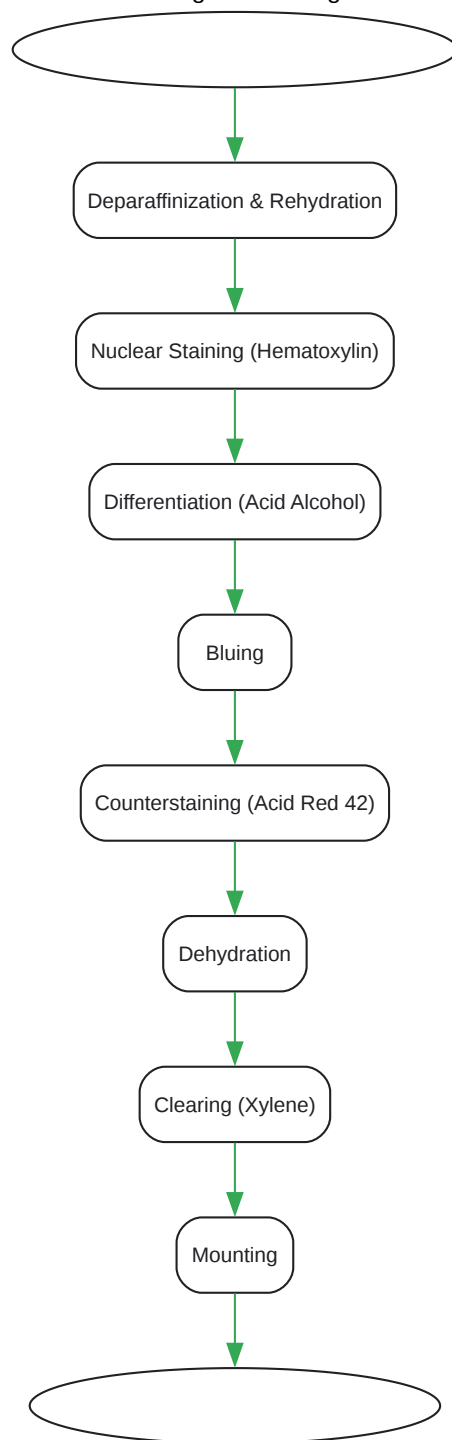 Deparaffinization & Rehydration
Nuclear Staining (Hematoxylin)
Differentiation (Acid Alcohol)
Bluing
Counterstaining (Acid Red 42)
Dehydration
Clearing (Xylene)
Mounting